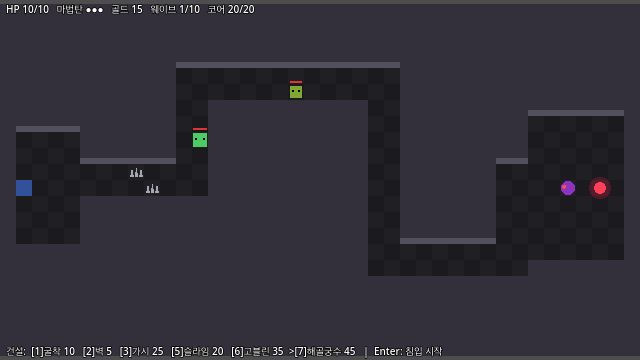 HP 10/10 마법탄 ●●● 골드 15 웨이브 1/10 코어 20/20
건설: [1]굴착 10 [2]벽 5 [3]가시 25 [5]슬라임 20 [6]고블린 35 >[7]해골궁수 45 | Enter: 침입 시작